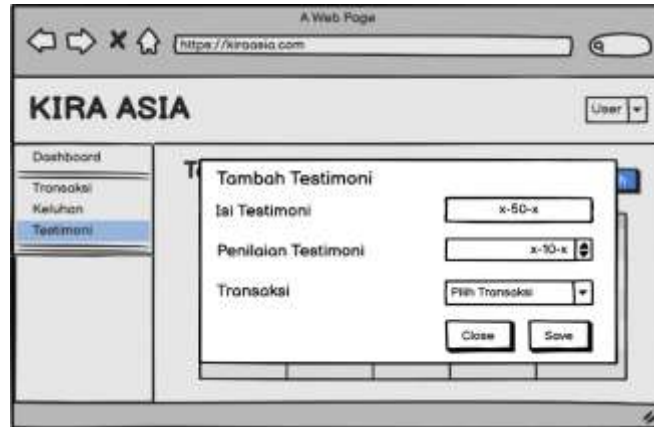 A Web Page
https://kiraasia.com
KIRA ASIA
User
Dashboard
Transaksi
Keluhan
Testimoni
Tambah Testimoni
Isi Testimoni
x-50-x
Penilaian Testimoni
x-10-x
Transaksi
Pilih Transaksi
Close
Save